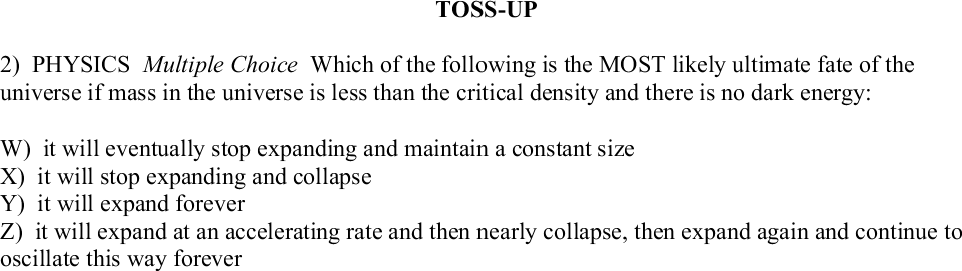 TOSS-UP
2) PHYSICS Multiple Choice Which of the following is the MOST likely ultimate fate of the
universe if mass in the universe is less than the critical density and there is no dark energy:
W) it will eventually stop expanding and maintain a constant size
X) it will stop expanding and collapse
Y) it will expand forever
Z) it will expand at an accelerating rate and then nearly collapse, then expand again and continue to
oscillate this way forever